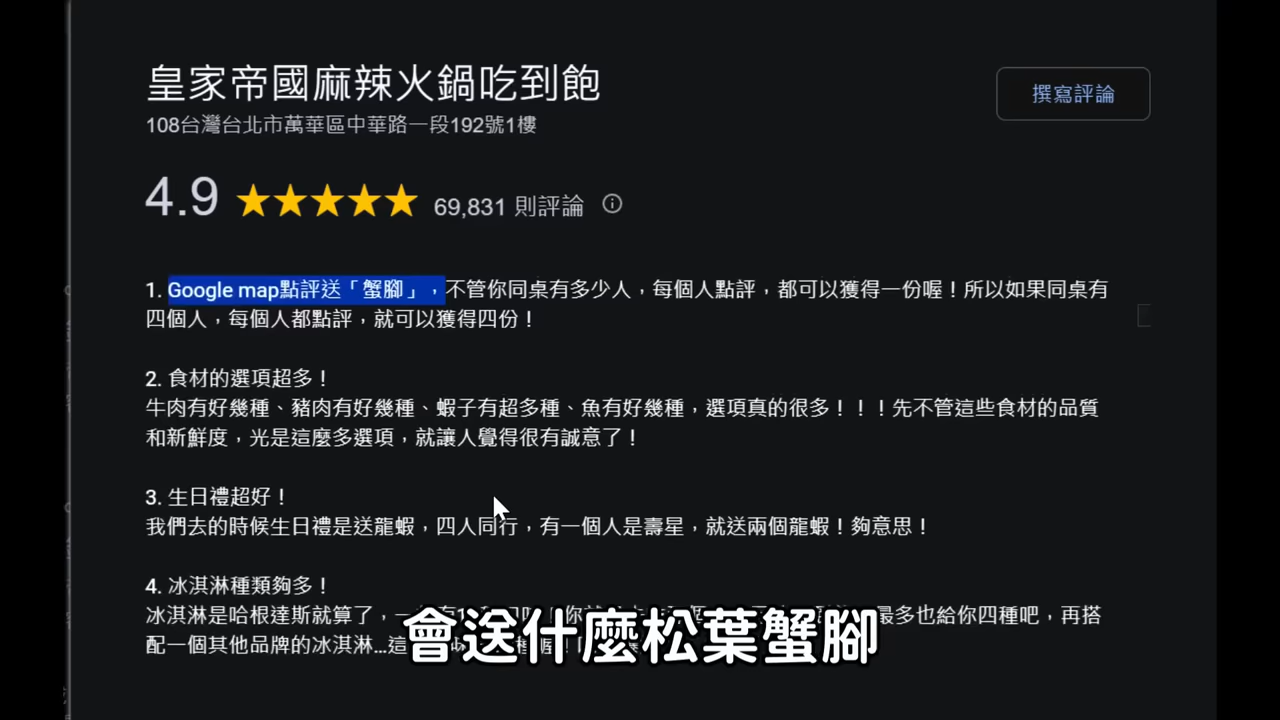 皇家帝國麻辣火鍋吃到飽
撰寫評論
108台灣台北市萬華區中華路一段192號1樓
4.9
69,831 則評論
1. Google map點評送「蟹腳」，不管你同桌有多少人，每個人點評，都可以獲得一份喔！所以如果同桌有
四個人，每個人都點評，就可以獲得四份！
2. 食材的選項超多！
牛肉有好幾種、豬肉有好幾種、蝦子有超多種、魚有好幾種，選項真的很多！！！先不管這些食材的品質
和新鮮度，光是這麼多選項，就讓人覺得很有誠意了！
3. 生日禮超好！
我們去的時候生日禮是送龍蝦，四人同行，有一個人是壽星，就送兩個龍蝦！夠意思！
4. 冰淇淋種類夠多！
冰淇淋是哈根達斯就算了，一 最多也給你四種吧，再搭
配一個其他品牌的冰淇淋...這
會送什麼松葉蟹腳